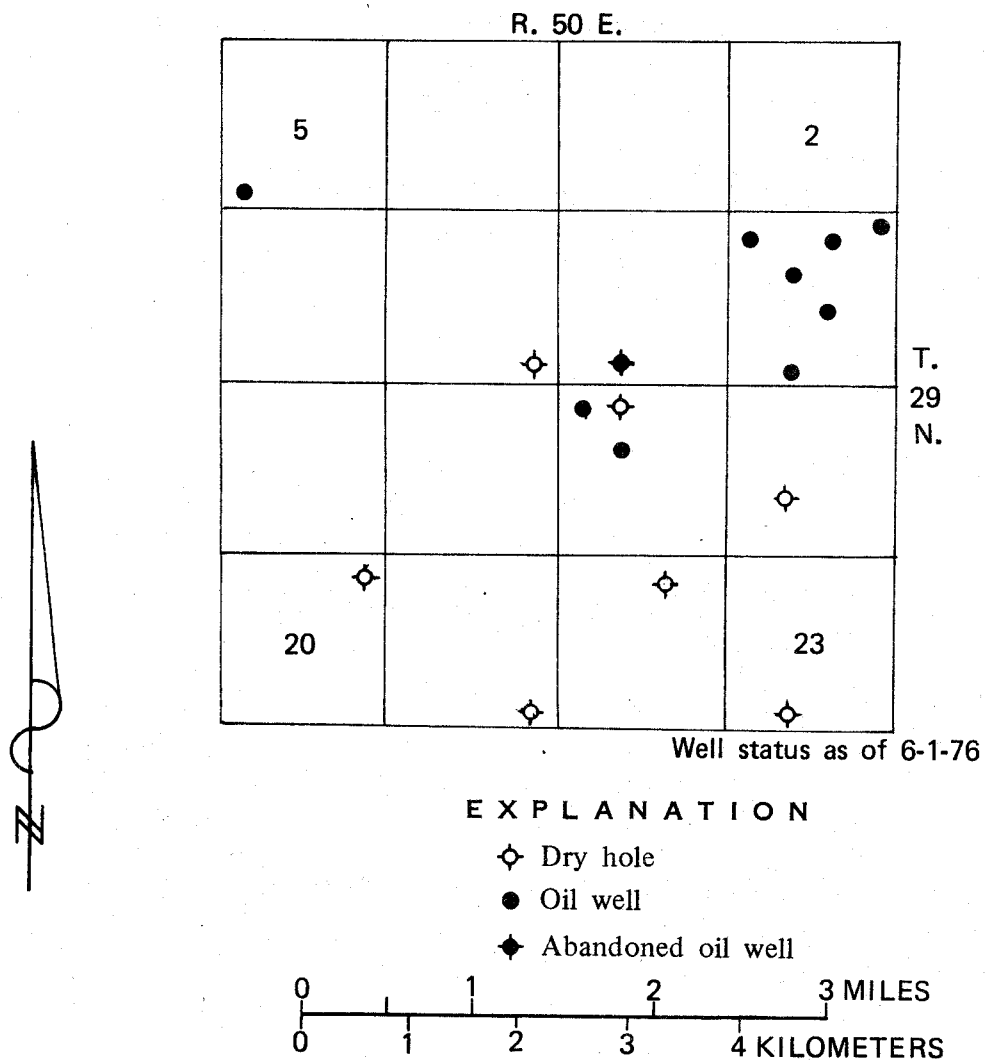 R. 50 E.
5
2
T.
29
N.
20
23
Well status as of 6-1-76
EXPLANATION
Dry hole
Oil well
Abandoned oil well
0 1 2 3 MILES
0 1 2 3 4 KILOMETERS
N